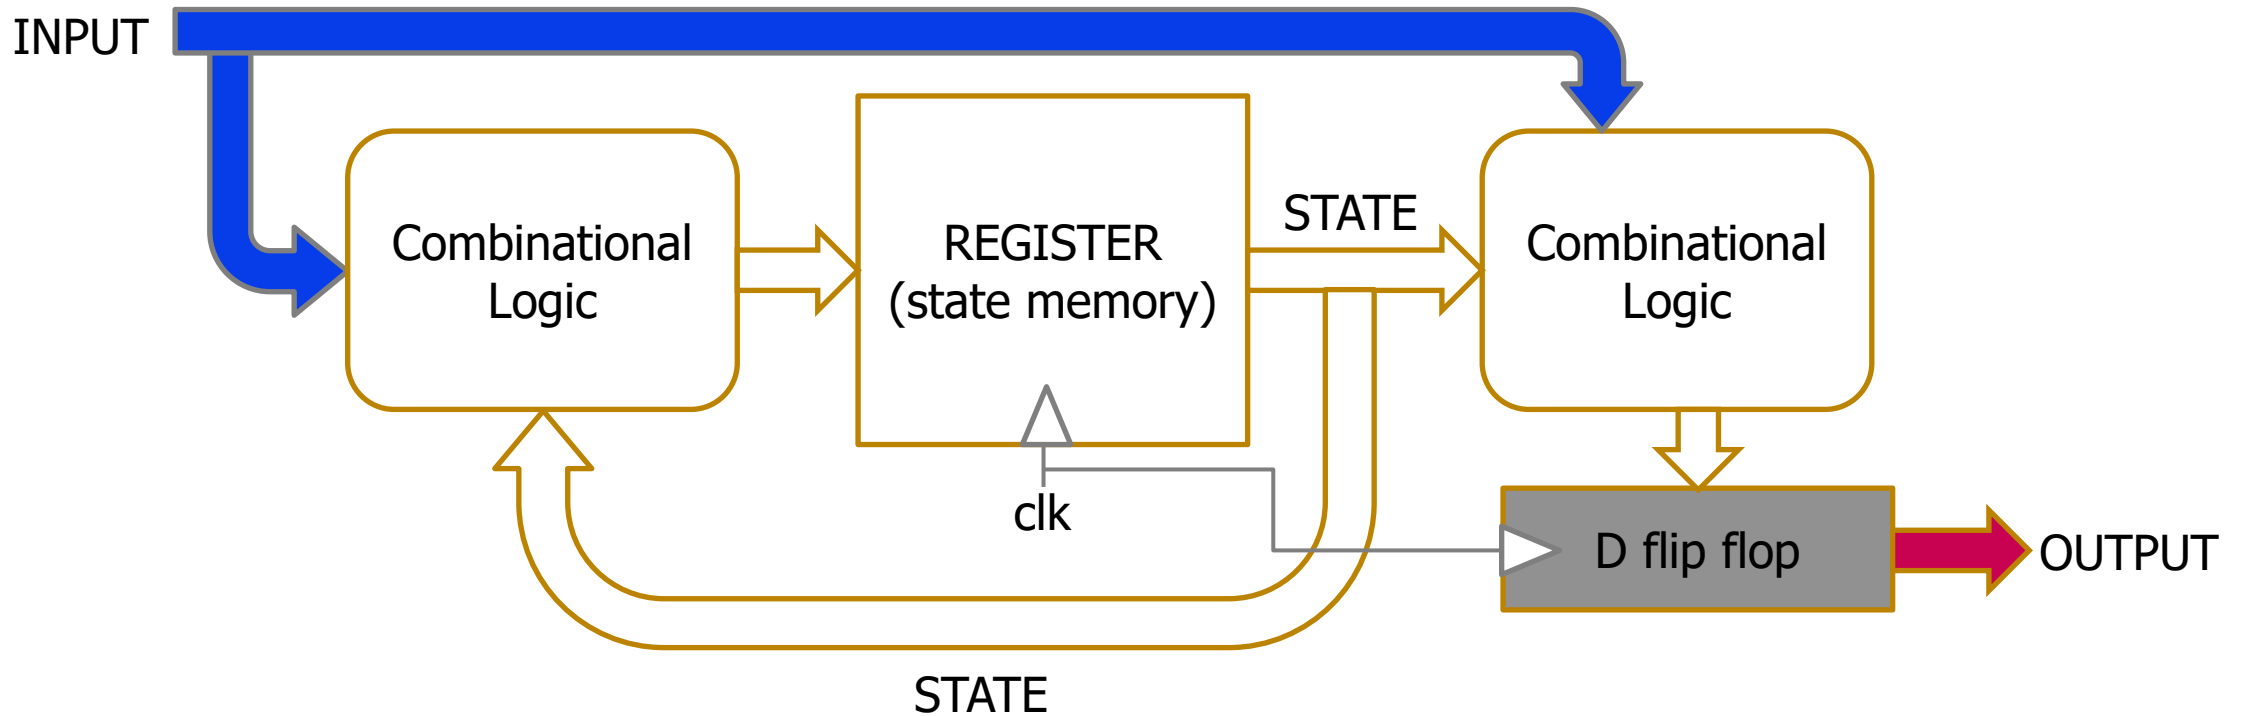 INPUT
Combinational
Logic
REGISTER
(state memory)
STATE
Combinational
Logic
clk
D flip flop
OUTPUT
STATE